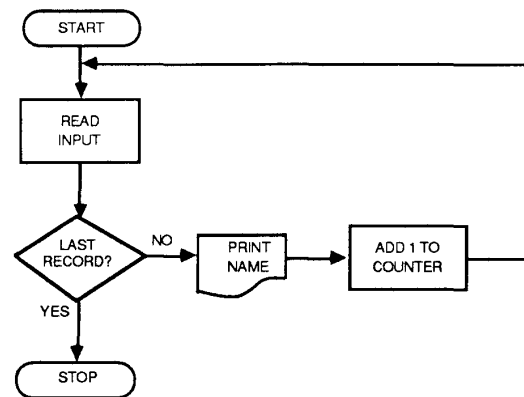 START
READ
INPUT
LAST
RECORD?
NO
PRINT
NAME
ADD 1 TO
COUNTER
YES
STOP